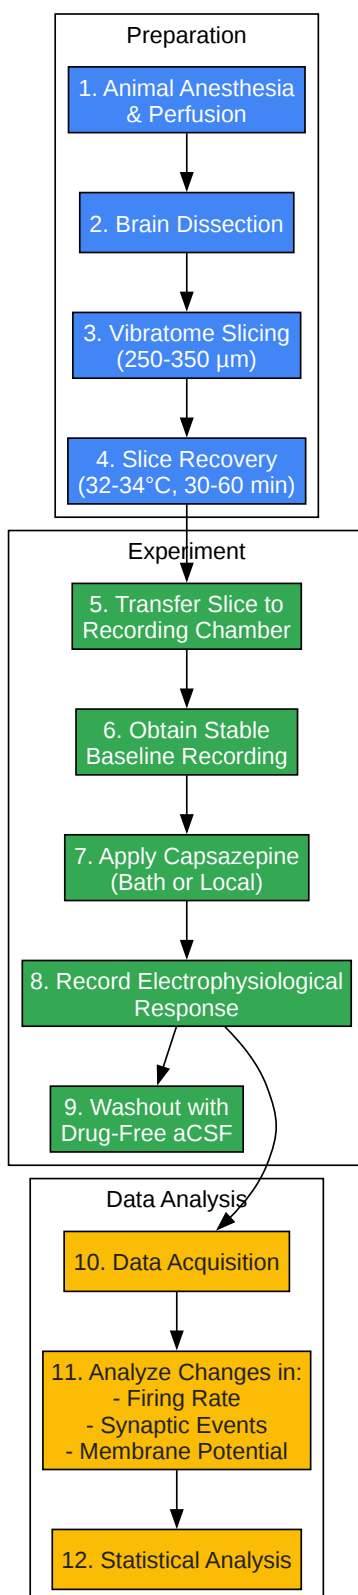 Preparation
1. Animal Anesthesia
& Perfusion
2. Brain Dissection
3. Vibratome Slicing
(250-350 µm)
4. Slice Recovery
(32-34°C, 30-60 min)
Experiment
5. Transfer Slice to
Recording Chamber
6. Obtain Stable
Baseline Recording
7. Apply Capsazepine
(Bath or Local)
8. Record Electrophysiological
Response
9. Washout with
Drug-Free aCSF
Data Analysis
10. Data Acquisition
11. Analyze Changes in:
- Firing Rate
- Synaptic Events
- Membrane Potential
12. Statistical Analysis